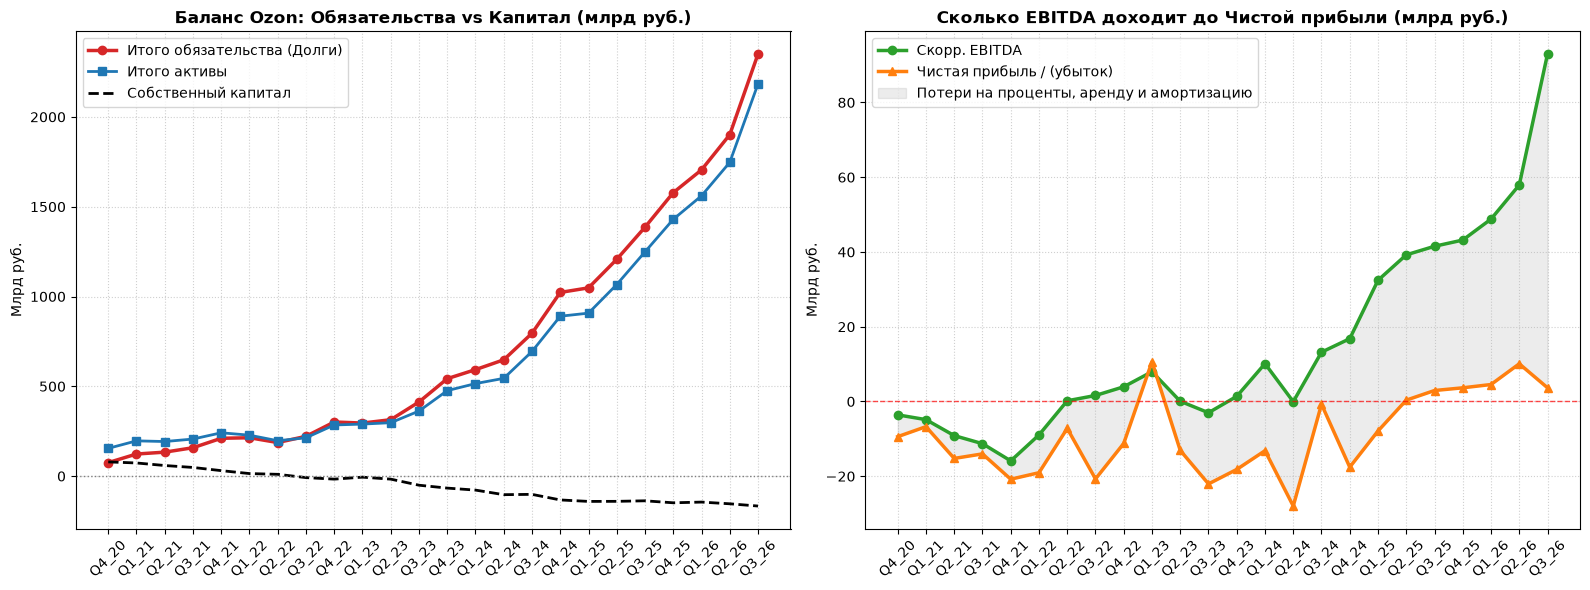 Баланс Ozon: Обязательства vs Капитал (млрд руб.)
Итого обязательства (Долги)
Итого активы
Собственный капитал
Млрд руб.
2000
1500
1000
500
0
Q4_20
Q1_21
Q2_21
Q3_21
Q4_21
Q1_22
Q2_22
Q3_22
Q4_22
Q1_23
Q2_23
Q3_23
Q4_23
Q1_24
Q2_24
Q3_24
Q4_24
Q1_25
Q2_25
Q3_25
Q4_25
Q1_26
Q2_26
Q3_26
Сколько EBITDA доходит до Чистой прибыли (млрд руб.)
Скорр. EBITDA
Чистая прибыль / (убыток)
Потери на проценты, аренду и амортизацию
Млрд руб.
80
60
40
20
0
−20
Q4_20
Q1_21
Q2_21
Q3_21
Q4_21
Q1_22
Q2_22
Q3_22
Q4_22
Q1_23
Q2_23
Q3_23
Q4_23
Q1_24
Q2_24
Q3_24
Q4_24
Q1_25
Q2_25
Q3_25
Q4_25
Q1_26
Q2_26
Q3_26